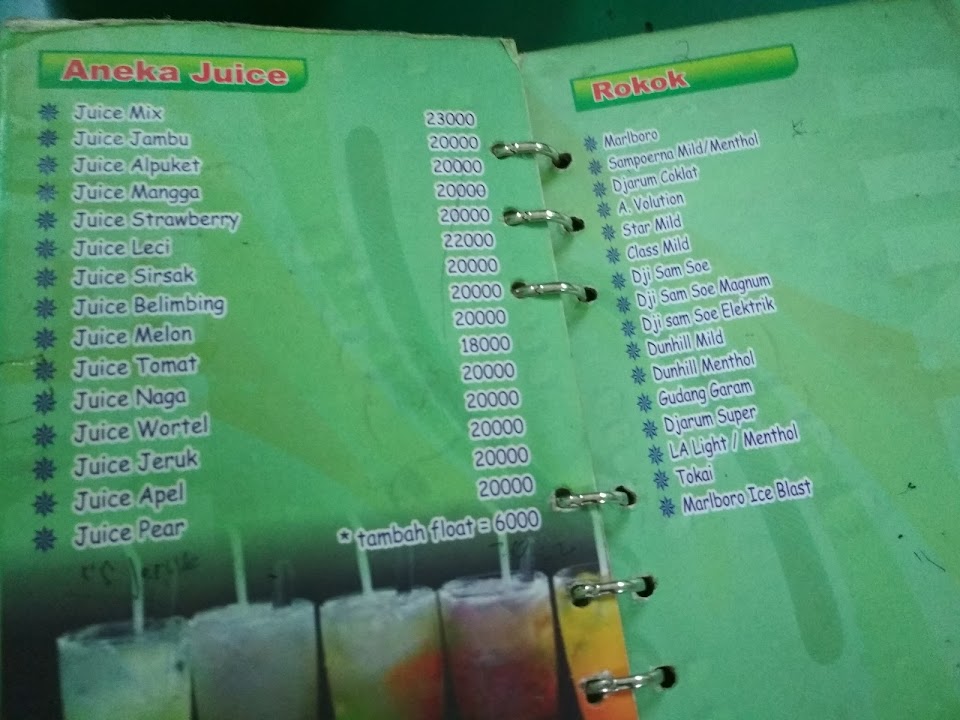 Aneka Juice
Juice Mix 23000
Juice Jambu 20000
Juice Alpuket 20000
Juice Mangga 20000
Juice Strawberry 20000
Juice Leci 22000
Juice Sirsak 20000
Juice Belimbing 20000
Juice Melon 20000
Juice Tomat 18000
Juice Naga 20000
Juice Wortel 20000
Juice Jeruk 20000
Juice Apel 20000
Juice Pear 20000
* tambah float = 6000
Rokok
Marlboro
Sampoerna Mild/Menthol
Djarum Coklat
A. Volution
Star Mild
Class Mild
Dji Sam Soe
Dji Sam Soe Magnum
Dji sam Soe Elektrik
Dunhill Mild
Dunhill Menthol
Gudang Garam
Djarum Super
LA Light / Menthol
Tokai
Marlboro Ice Blast